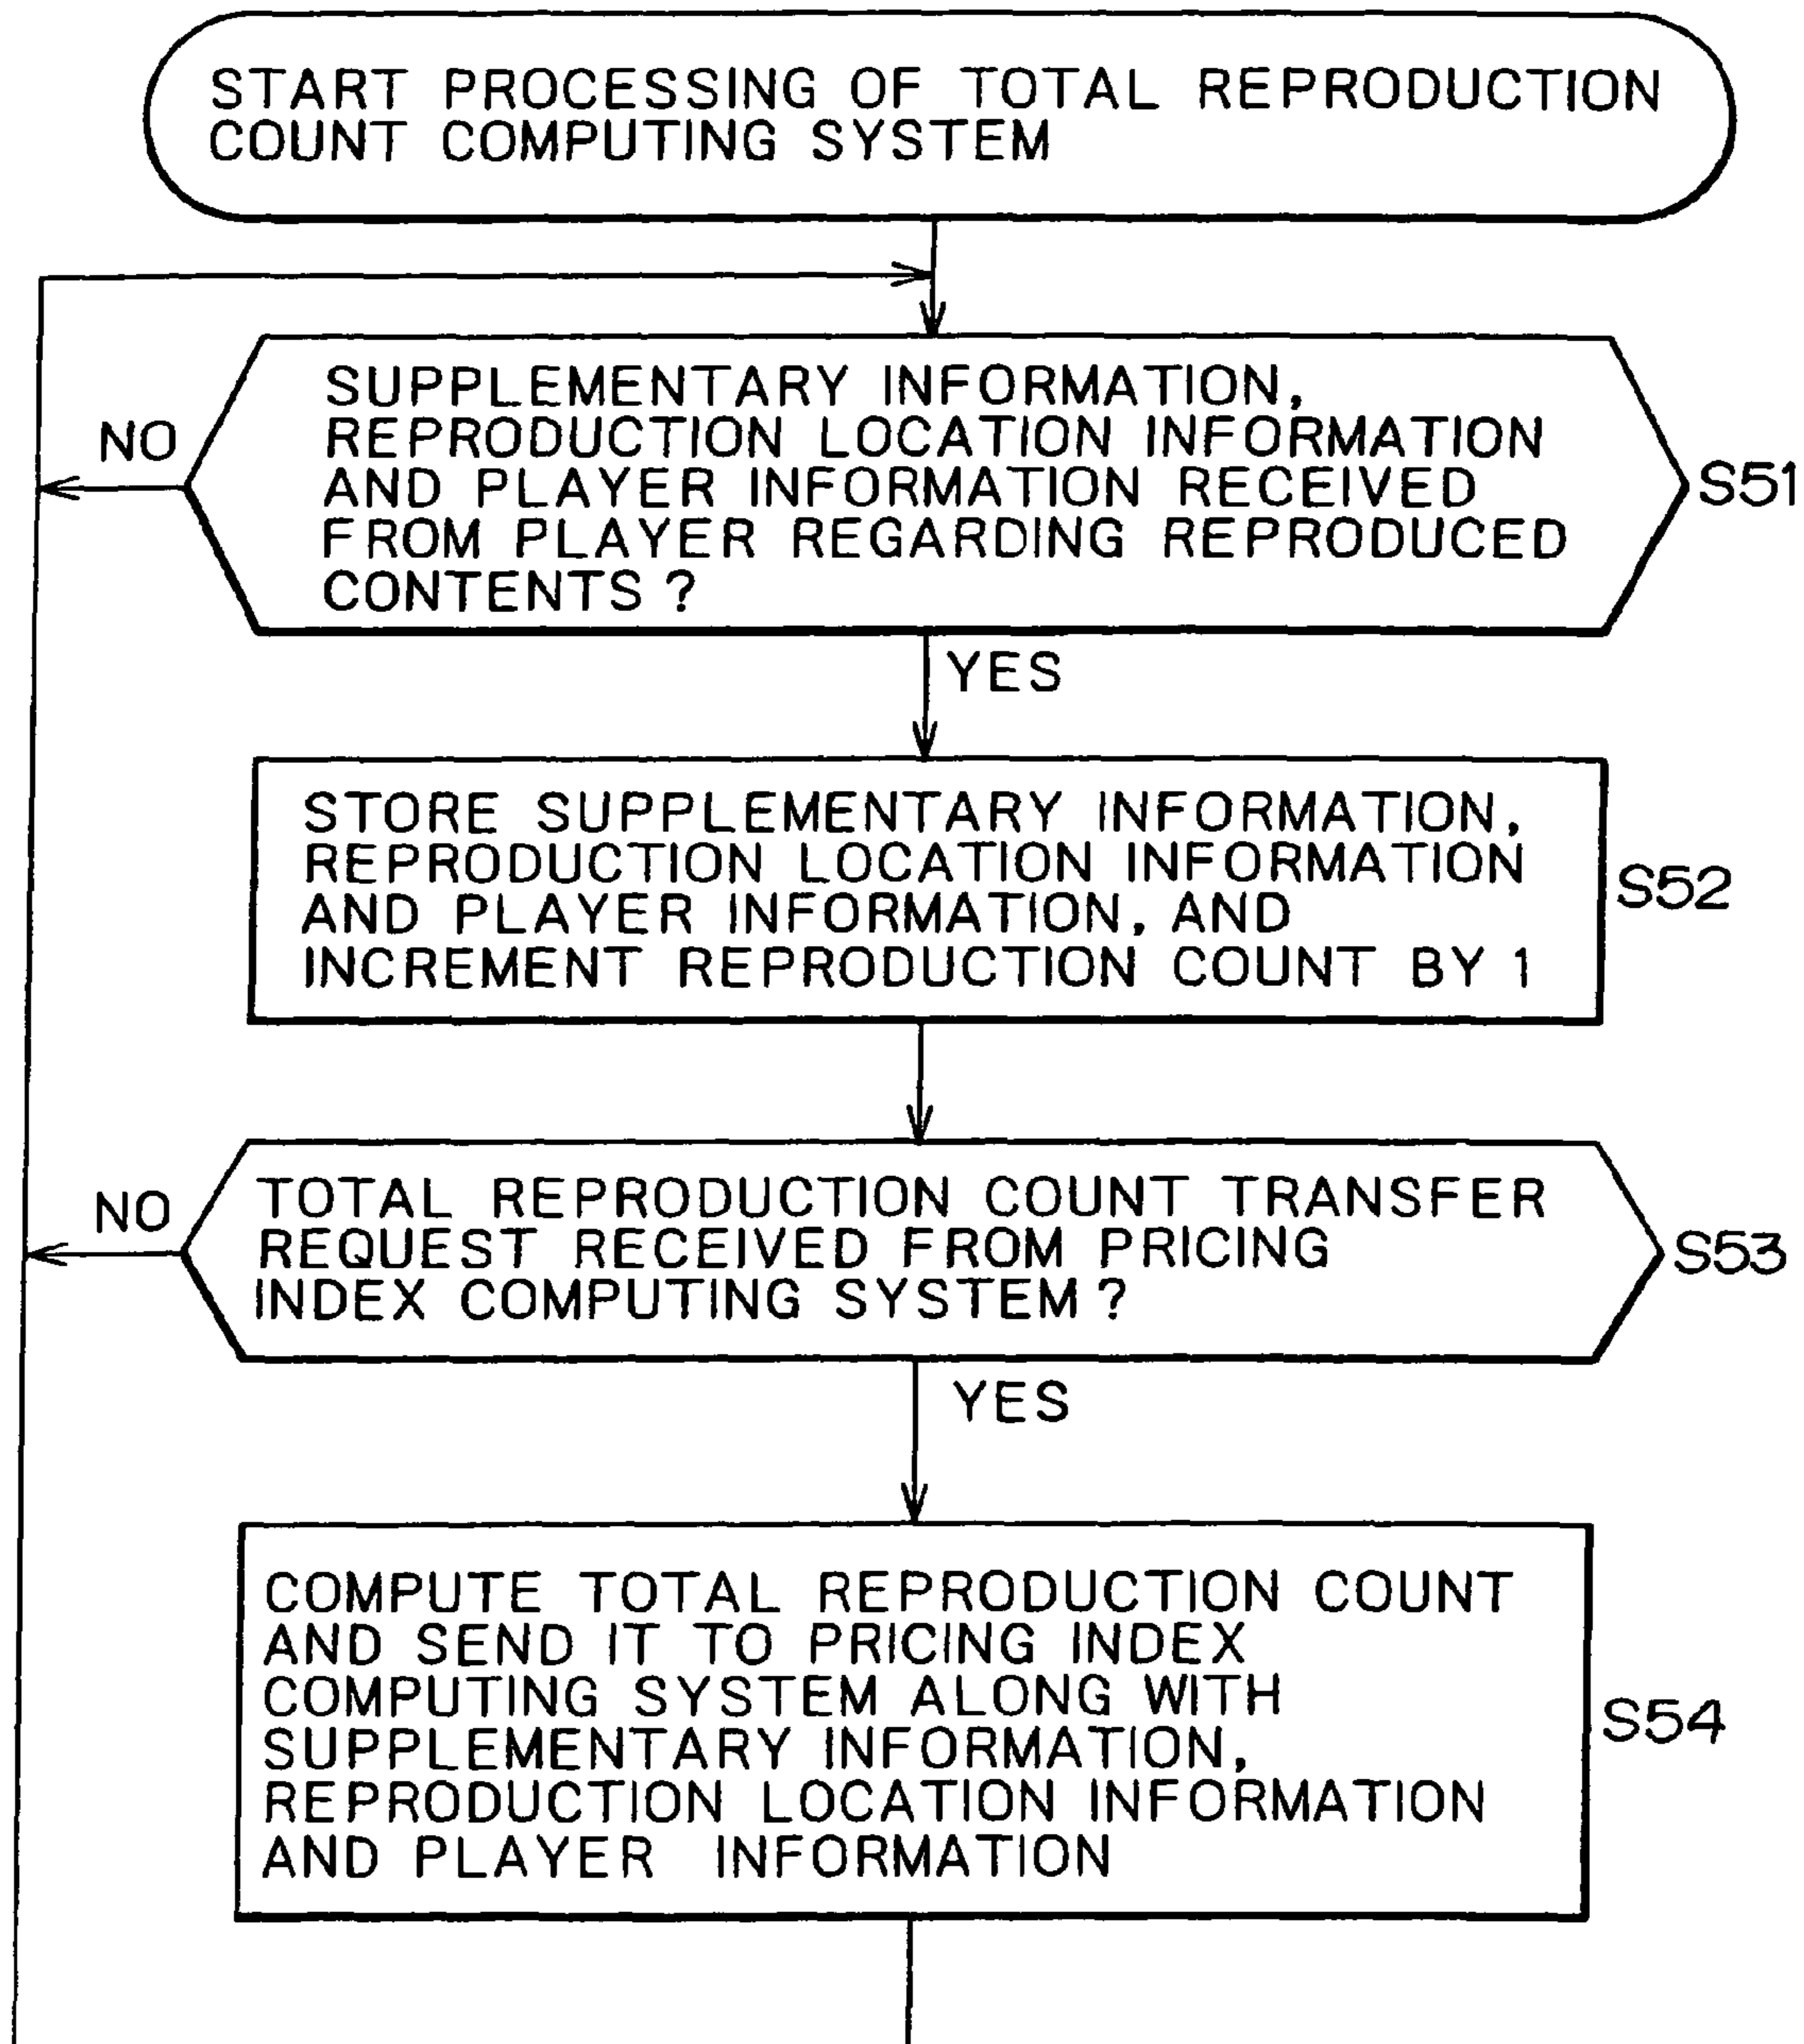 START PROCESSING OF TOTAL REPRODUCTION
COUNT COMPUTING SYSTEM
SUPPLEMENTARY INFORMATION,
REPRODUCTION LOCATION INFORMATION
AND PLAYER INFORMATION RECEIVED
FROM PLAYER REGARDING REPRODUCED
CONTENTS?
NO
S51
YES
STORE SUPPLEMENTARY INFORMATION,
REPRODUCTION LOCATION INFORMATION
AND PLAYER INFORMATION, AND
INCREMENT REPRODUCTION COUNT BY 1
S52
TOTAL REPRODUCTION COUNT TRANSFER
REQUEST RECEIVED FROM PRICING
INDEX COMPUTING SYSTEM?
NO
S53
YES
COMPUTE TOTAL REPRODUCTION COUNT
AND SEND IT TO PRICING INDEX
COMPUTING SYSTEM ALONG WITH
SUPPLEMENTARY INFORMATION,
REPRODUCTION LOCATION INFORMATION
AND PLAYER INFORMATION
S54